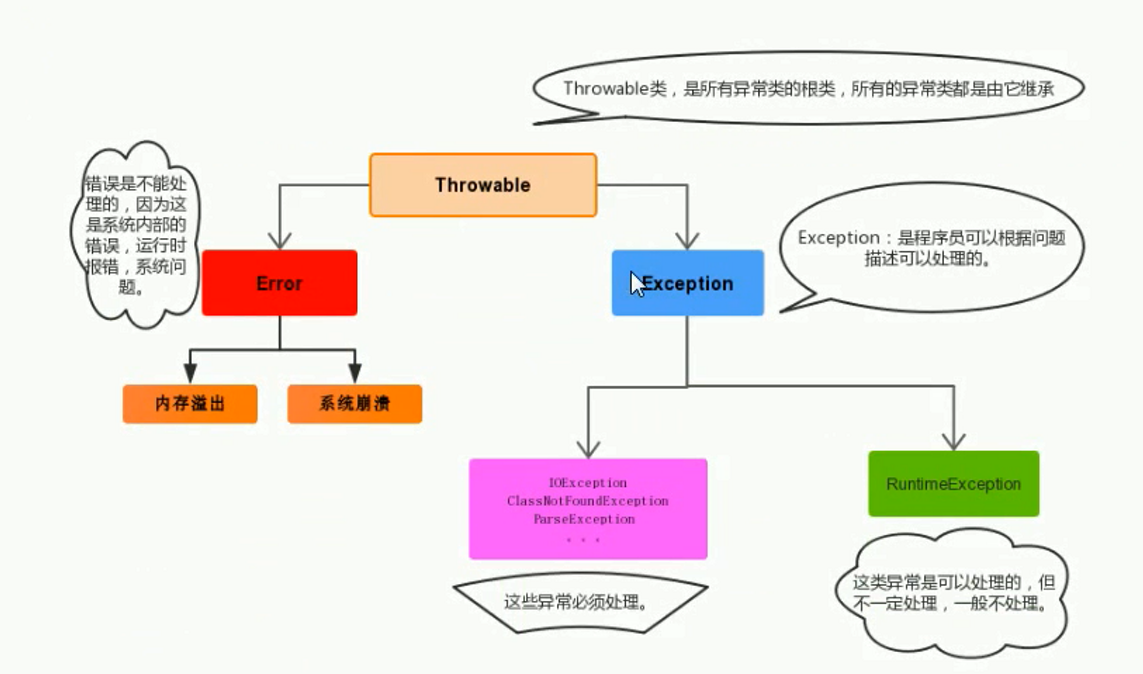 Throwable类，是所有异常类的根类，所有的异常类都是由它继承
Throwable
错误是不能处
理的，因为这
是系统内部的
错误，运行时
报错，系统问
题。
Error
Exception
Exception：是程序员可以根据问题
描述可以处理的。
内存溢出
系统崩溃
IOException
ClassNotFoundException
ParseException
. . .
RuntimeException
这些异常必须处理。
这类异常是可以处理的，但
不一定处理，一般不处理。